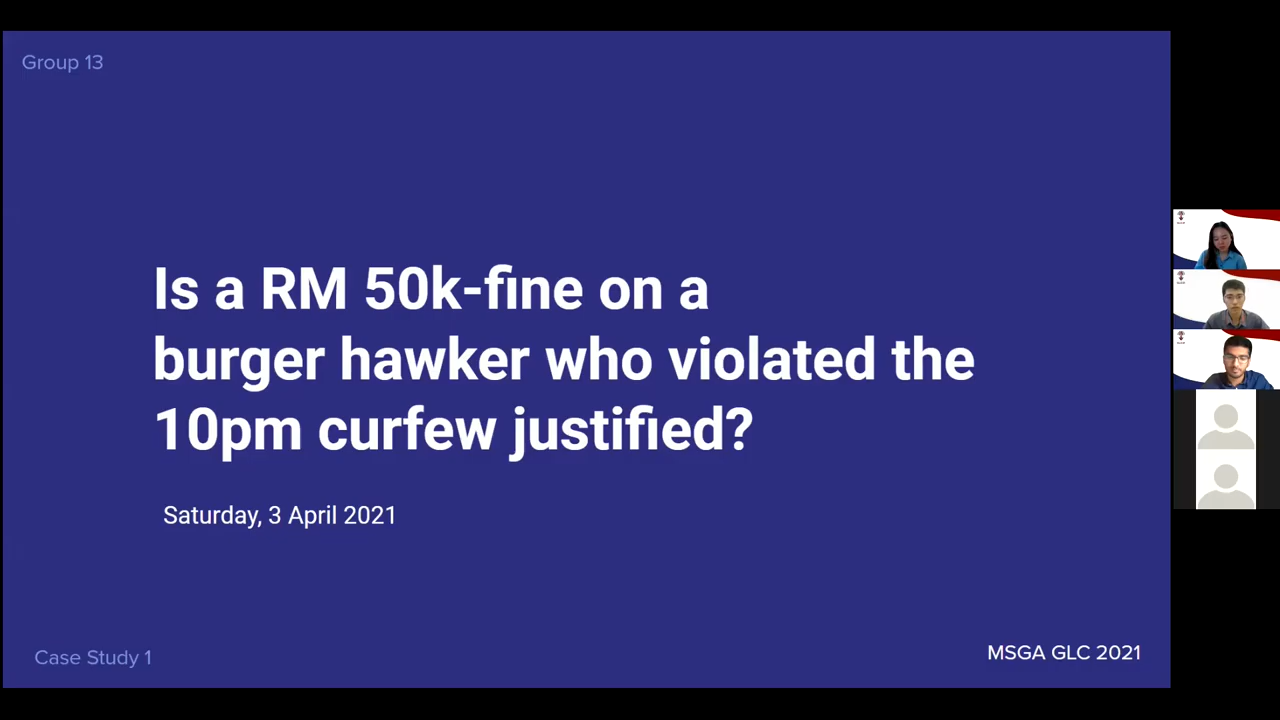 Group 13
Is a RM 50k-fine on a
burger hawker who violated the
10pm curfew justified?
Saturday, 3 April 2021
Case Study 1
MSGA GLC 2021